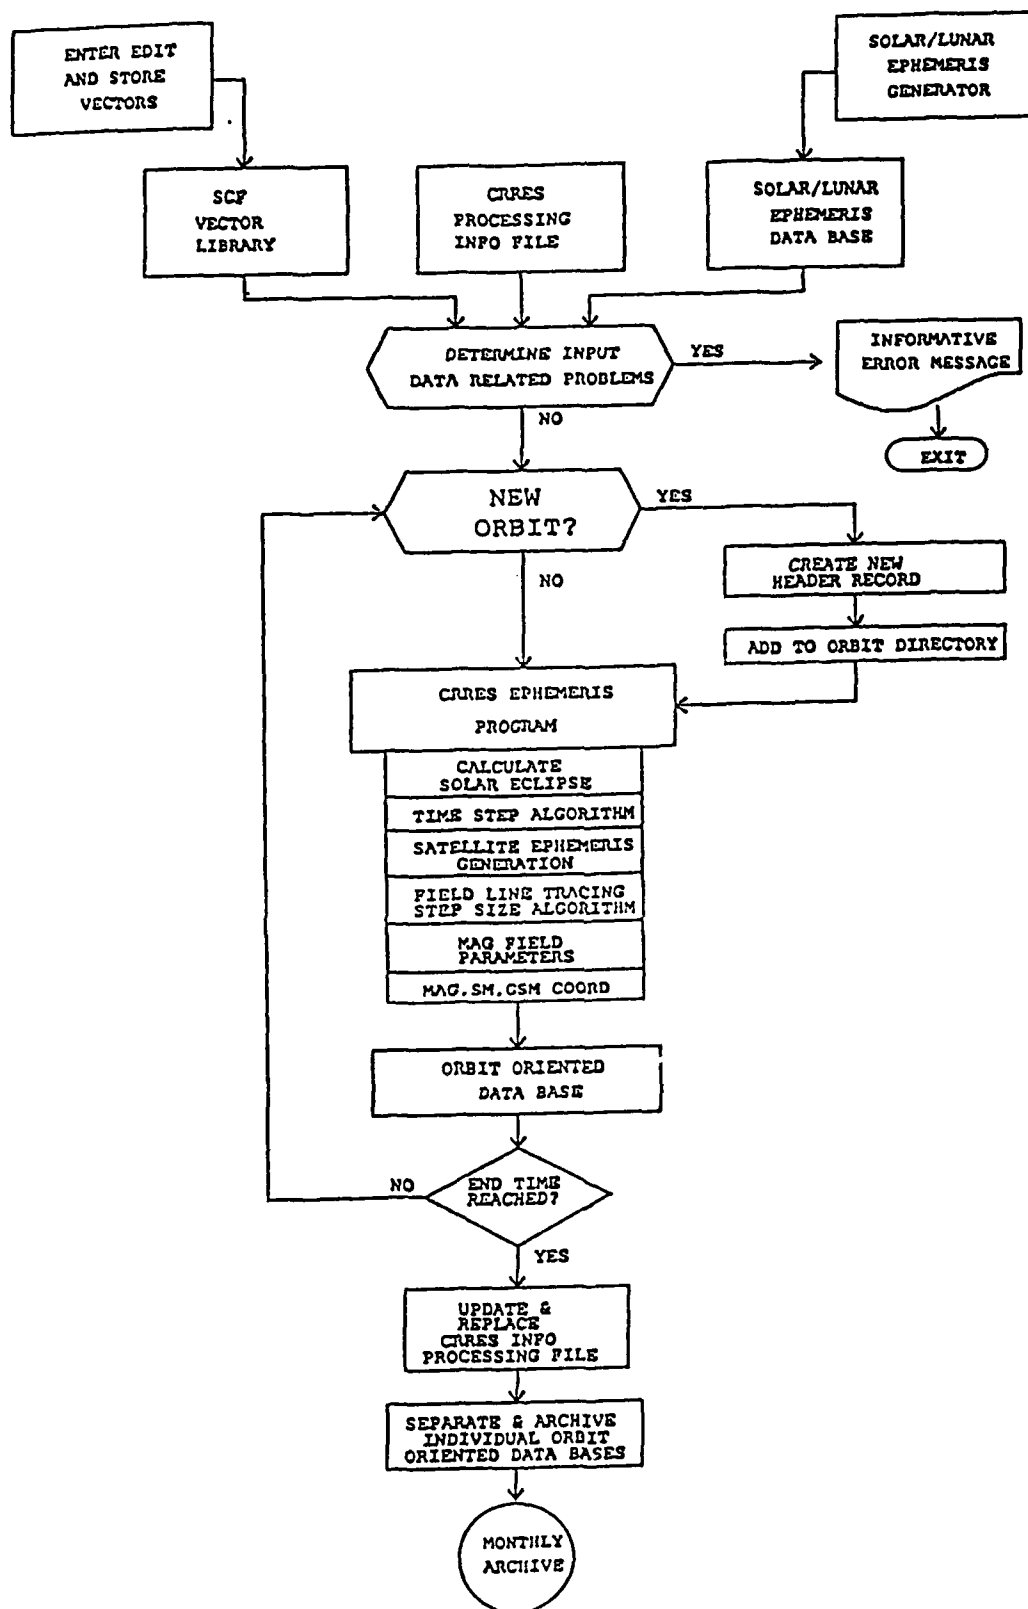 ENTER EDIT
AND STORE
VECTORS
SOLAR/LUNAR
EPHEMERIS
GENERATOR
SCF
VECTOR
LIBRARY
CRRES
PROCESSING
INFO FILE
SOLAR/LUNAR
EPHEMERIS
DATA BASE
DETERMINE INPUT
DATA RELATED PROBLEMS
YES
INFORMATIVE
ERROR MESSAGE
NO
EXIT
NEW
ORBIT?
YES
NO
CREATE NEW
HEADER RECORD
ADD TO ORBIT DIRECTORY
CRRES EPHEMERIS
PROGRAM
CALCULATE
SOLAR ECLIPSE
TIME STEP ALGORITHM
SATELLITE EPHEMERIS
GENERATION
FIELD LINE TRACING
STEP SIZE ALGORITHM
MAG FIELD
PARAMETERS
MAG.SM.GSM COORD
ORBIT ORIENTED
DATA BASE
NO
END TIME
REACHED?
YES
UPDATE &
REPLACE
CRRES INFO
PROCESSING FILE
SEPARATE & ARCHIVE
INDIVIDUAL ORBIT
ORIENTED DATA BASES
MONTHLY
ARCHIVE